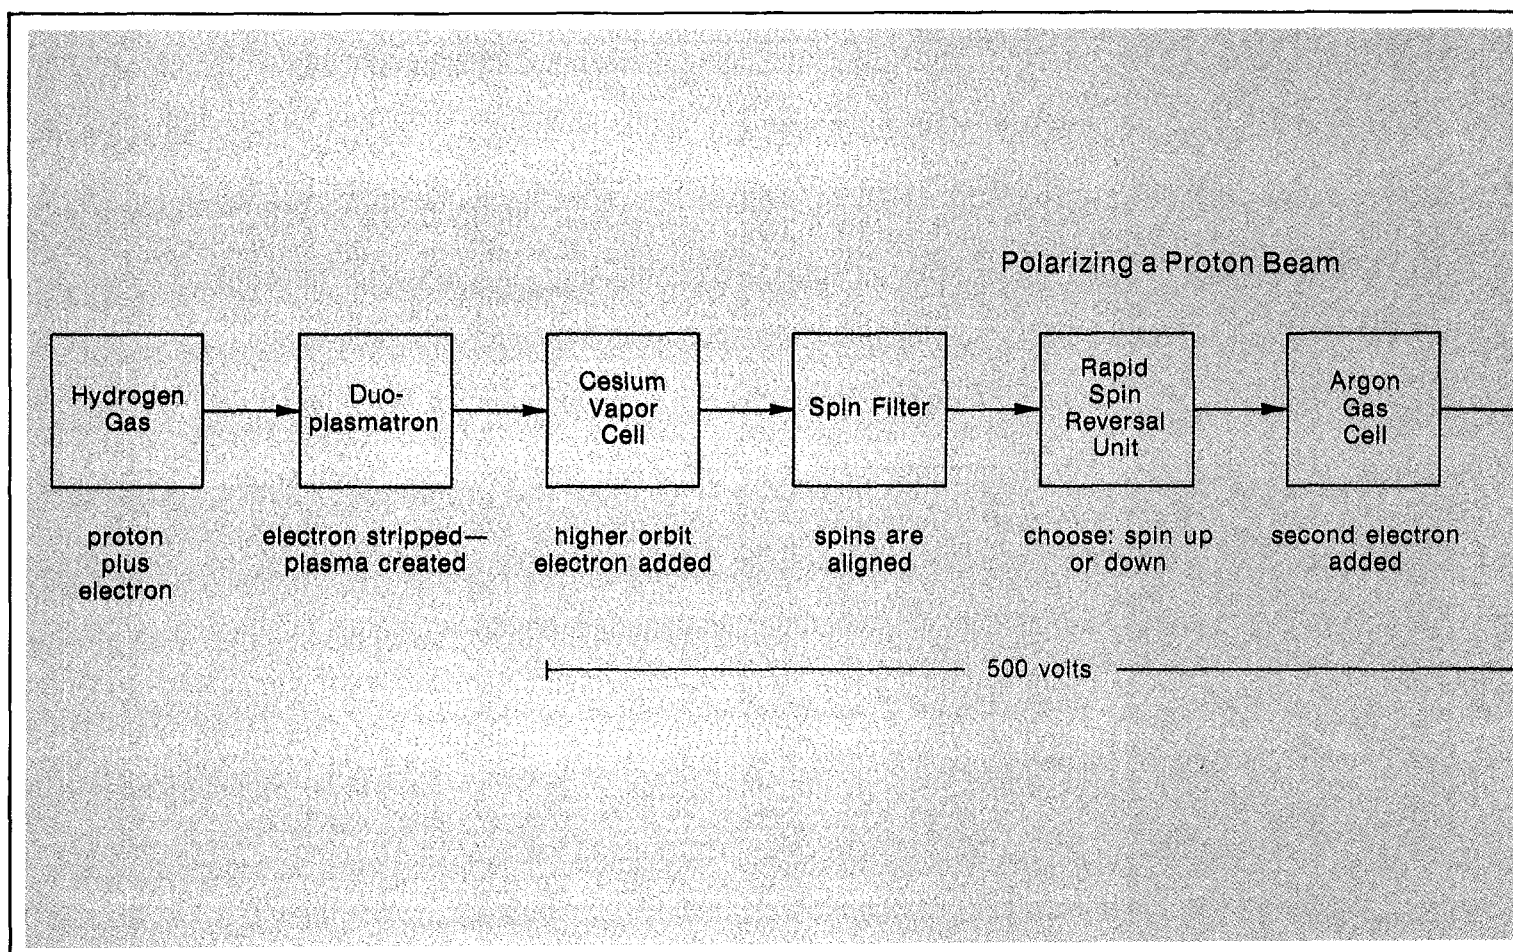 Polarizing a Proton Beam
Hydrogen
Gas
Duo-
plasmatron
Cesium
Vapor
Cell
Spin Filter
Rapid
Spin
Reversal
Unit
Argon
Gas
Cell
proton
plus
electron
electron stripped—
plasma created
higher orbit
electron added
spins are
aligned
choose: spin up
or down
second electron
added
500 volts